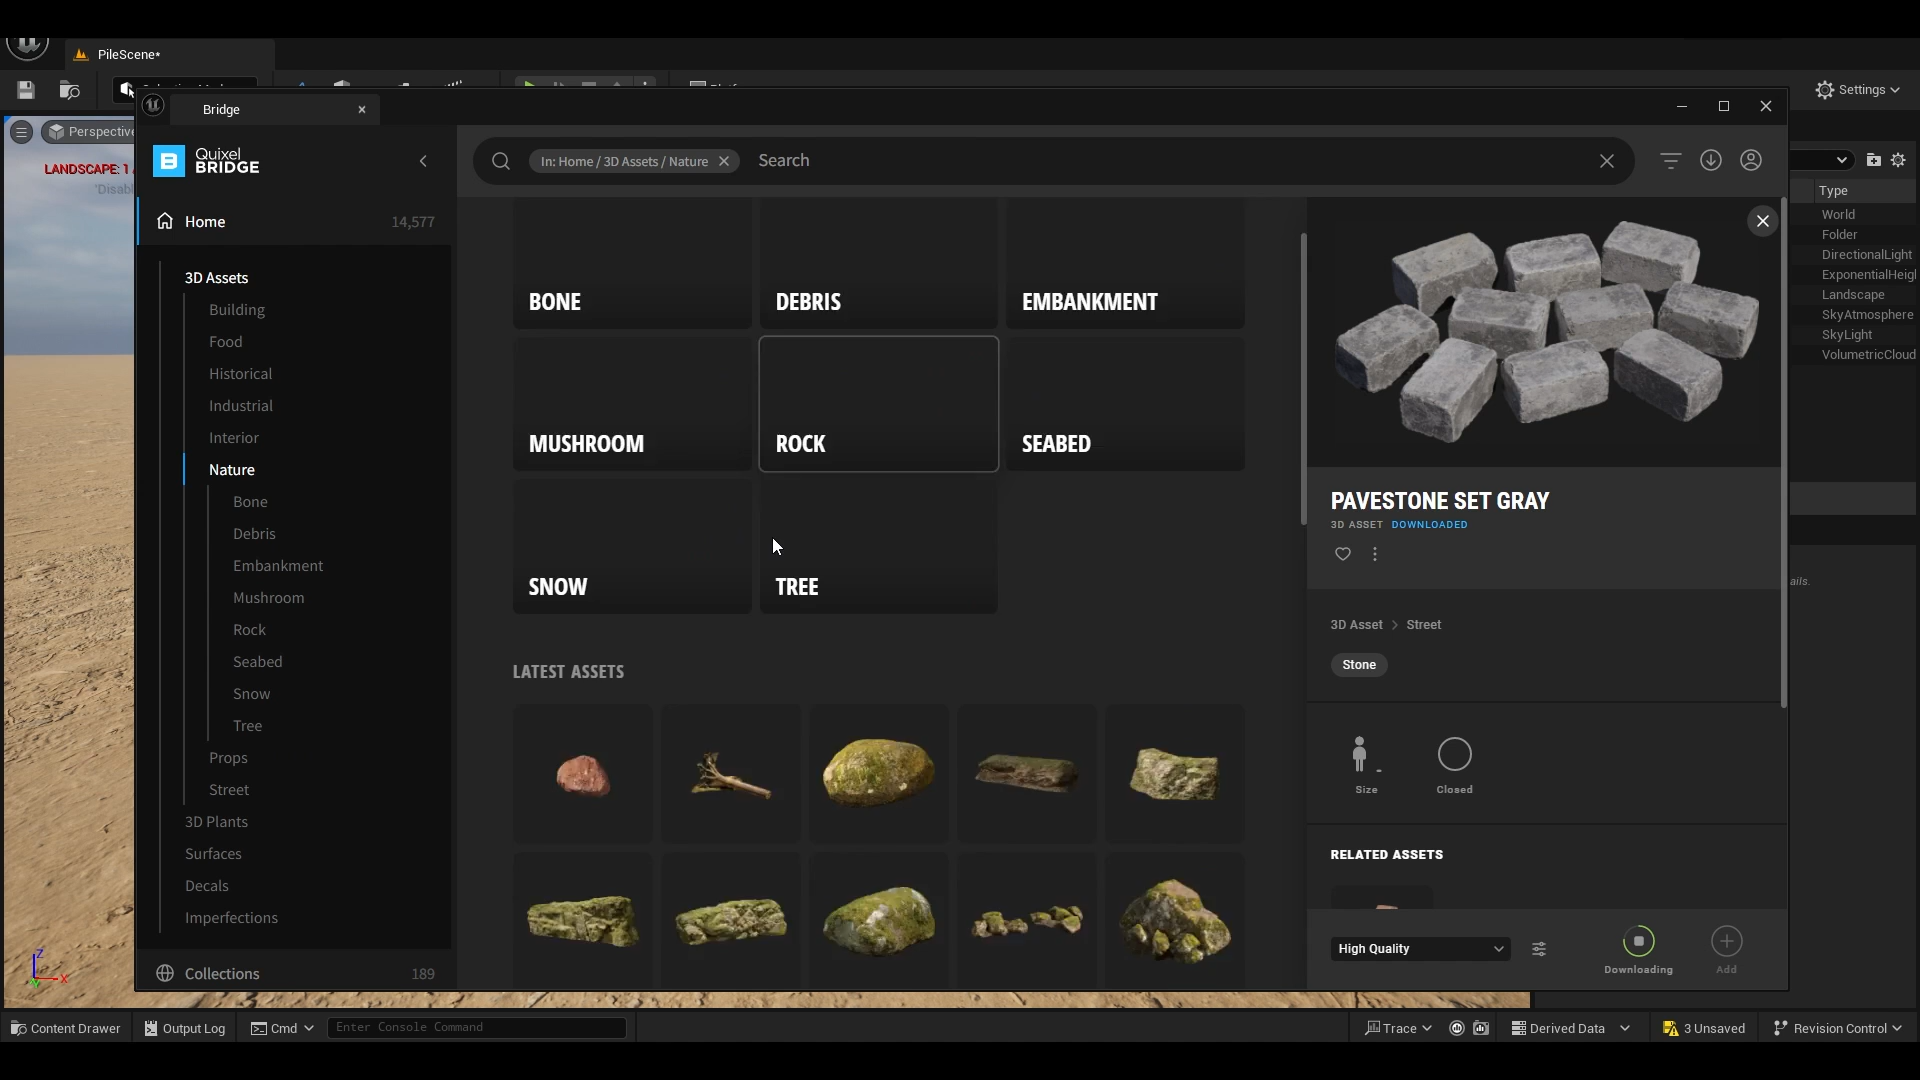 PileScene*
Settings
Bridge
Perspective
LANDSCAPE: 1
Quixel
BRIDGE
In: Home / 3D Assets / Nature
Search
Type
Home
14,577
World
Folder
DirectionalLight
ExponentialHeigh
Landscape
SkyAtmosphere
SkyLight
VolumetricCloud
3D Assets
Building
Food
Historical
Industrial
Interior
Nature
Bone
Debris
Embankment
Mushroom
Rock
Seabed
Snow
Tree
Props
Street
3D Plants
Surfaces
Decals
Imperfections
Collections
189
BONE
DEBRIS
EMBANKMENT
MUSHROOM
ROCK
SEABED
SNOW
TREE
LATEST ASSETS
PAVESTONE SET GRAY
3D ASSET DOWNLOADED
3D Asset > Street
Stone
Size
Closed
RELATED ASSETS
High Quality
Downloading
Add
ails.
Z
X
Y
Content Drawer
Output Log
Cmd
Enter Console Command
Trace
Derived Data
3 Unsaved
Revision Control